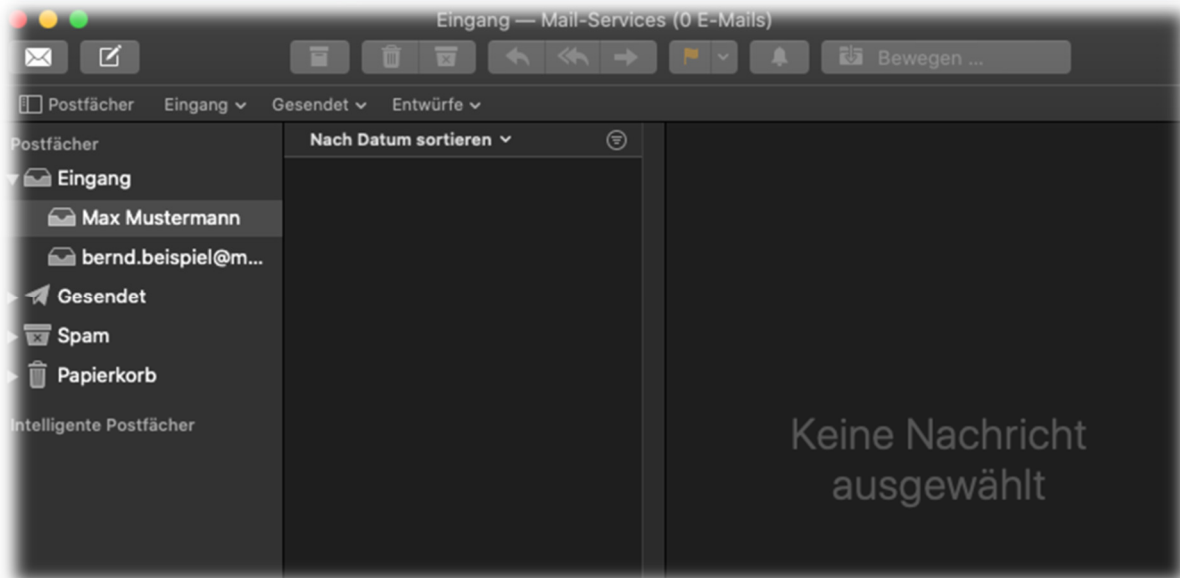 Eingang — Mail-Services (0 E-Mails)
Bewegen ...
Postfächer Eingang Gesendet Entwürfe
Postfächer
Eingang
Max Mustermann
bernd.beispiel@m...
Gesendet
Spam
Papierkorb
Intelligente Postfächer
Nach Datum sortieren
Keine Nachricht
ausgewählt